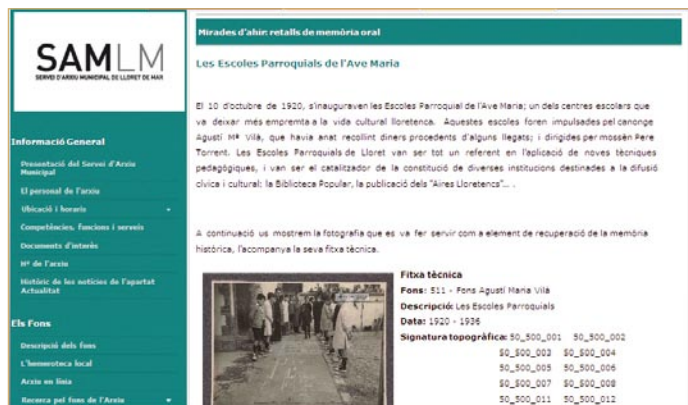 SAMLM
SERVEI D'ARXIU MUNICIPAL DE LLORET DE MAR
Informació General
Presentació del Servei d'Arxiu
Municipal
El personal de l'arxiu
Ubicació i horaris
Competències, funcions i serveis
Documents d'interès
Hª de l'arxiu
Històric de les notícies de l'apartat
Actualitat
Els Fons
Descripció dels fons
L'hemeroteca local
Arxiu en línia
Recerca pel fons de l'Arxiu
Mirades d'ahir: retalls de memòria oral
Les Escoles Parroquials de l'Ave Maria
El 10 d'octubre de 1920, s'inauguraven les Escoles Parroquial de l'Ave Maria; un dels centres escolars que
va deixar més empremta a la vida cultural lloretenca. Aquestes escoles foren impulsades pel canonge
Agustí Mª Vilà, que havia anat recollint diners procedents d'alguns llegats; i dirigides per mossèn Pere
Torrent. Les Escoles Parroquials de Lloret van ser tot un referent en l'aplicació de noves tècniques
pedagògiques, i van ser el catalitzador de la constitució de diverses institucions destinades a la difusió
cívica i cultural: la Biblioteca Popular, la publicació dels "Aires Lloretencs"... .
A continuació us mostrem la fotografia que es va fer servir com a element de recuperació de la memòria
històrica, l'acompanya la seva fitxa tècnica.
Fitxa tècnica
Fons: 511 - Fons Agustí Maria Vilà
Descripció: Les Escoles Parroquials
Data: 1920 - 1936
Signatura topogràfica: 50_500_001 50_500_002
50_500_003 50_500_004
50_500_005 50_500_006
50_500_007 50_500_008
50_500_011 50_500_012